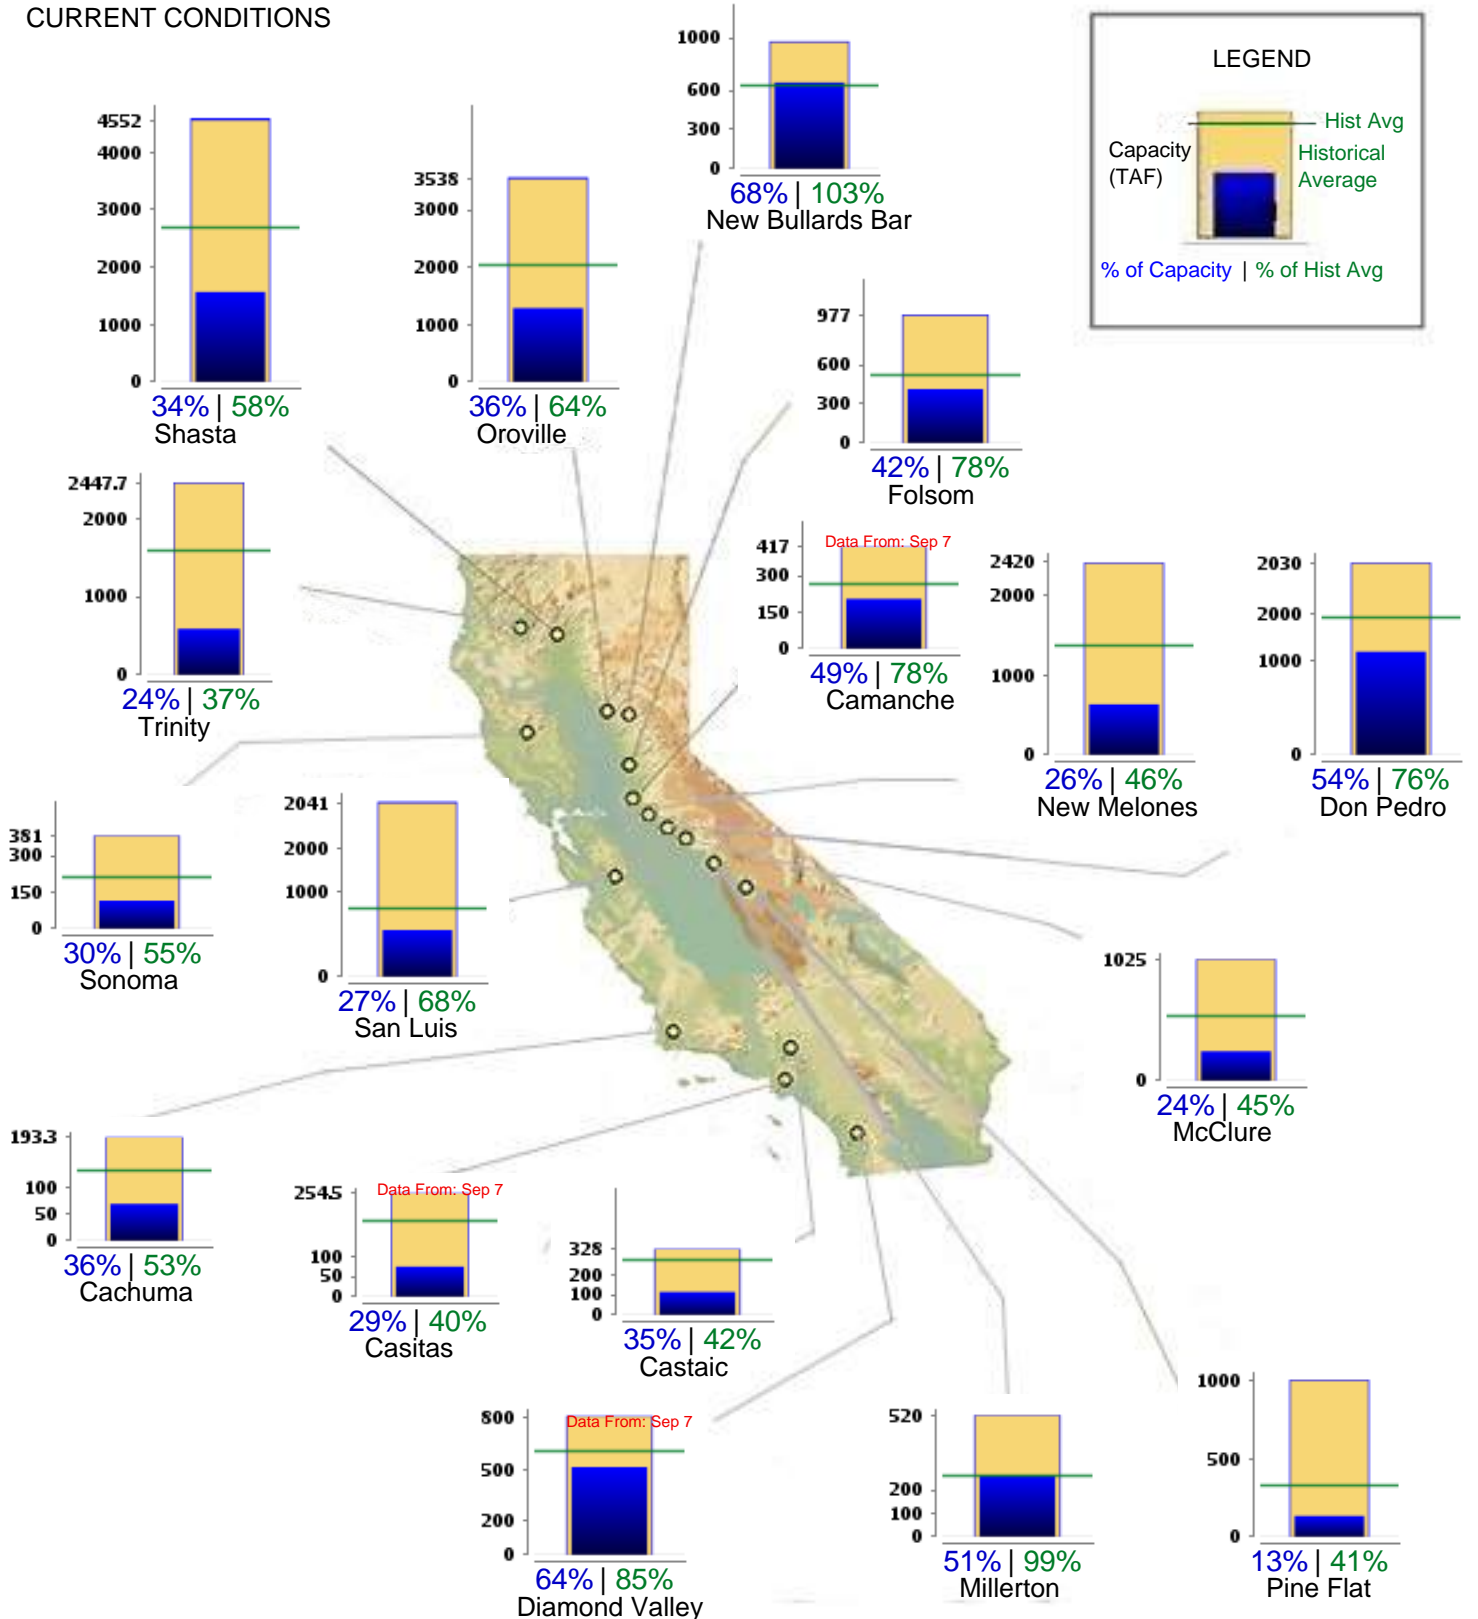 CURRENT CONDITIONS
LEGEND
Hist Avg
Capacity
(TAF)
Historical
Average
% of Capacity | % of Hist Avg
1000
600
300
0
68% | 103%
New Bullards Bar
4552
4000
3000
2000
1000
0
34% | 58%
Shasta
3538
3000
2000
1000
0
36% | 64%
Oroville
977
600
300
0
42% | 78%
Folsom
2447.7
2000
1000
0
24% | 37%
Trinity
Data From: Sep 7
417
300
150
0
49% | 78%
Camanche
2420
2000
1000
0
26% | 46%
New Melones
2030
2000
1000
0
54% | 76%
Don Pedro
381
300
150
0
30% | 55%
Sonoma
2041
2000
1000
0
27% | 68%
San Luis
1025
0
24% | 45%
McClure
193.3
100
50
0
36% | 53%
Cachuma
Data From: Sep 7
254.5
100
50
0
29% | 40%
Casitas
328
200
100
0
35% | 42%
Castaic
Data From: Sep 7
800
500
200
0
64% | 85%
Diamond Valley
520
200
100
0
51% | 99%
Millerton
1000
500
0
13% | 41%
Pine Flat